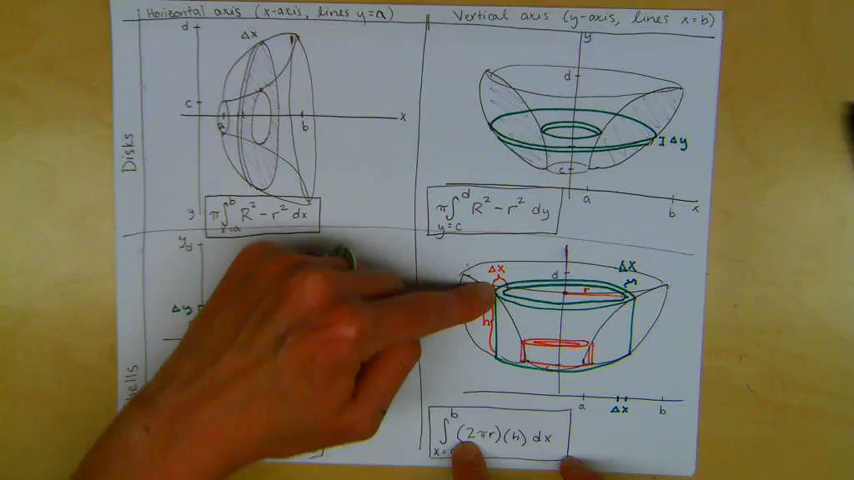 Horizontal axis (x-axis, lines y=a)
Vertical axis (y-axis, lines x=b)
Disks
d
Δx
c
a
b
x
y
π∫ₓ₌ₐᵇ R²-r² dx
y
d
Δy
c
a
b
x
π∫_{y=c}^{d} R²-r² dy
y
d
Δy
Δx
d
Δx
r
h
a
Δx
b
∫ₓ₌ᵇ (2πr)(h) dx